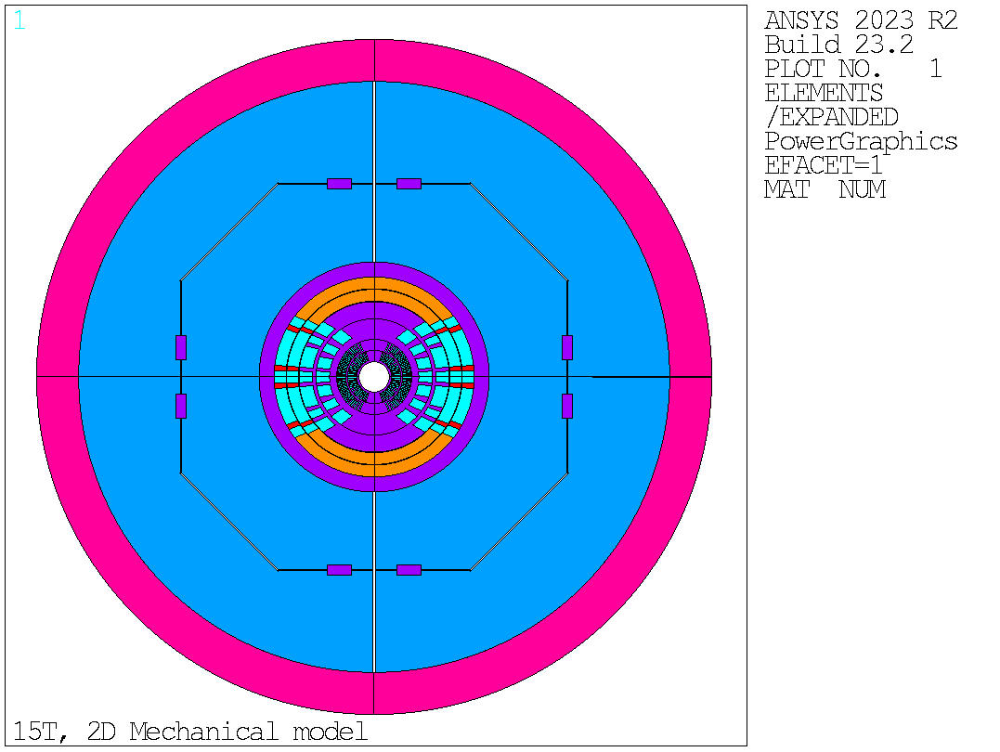 1
ANSYS 2023 R2
Build 23.2
PLOT NO.   1
ELEMENTS
/EXPANDED
PowerGraphics
EFACET=1
MAT  NUM
15T, 2D Mechanical model